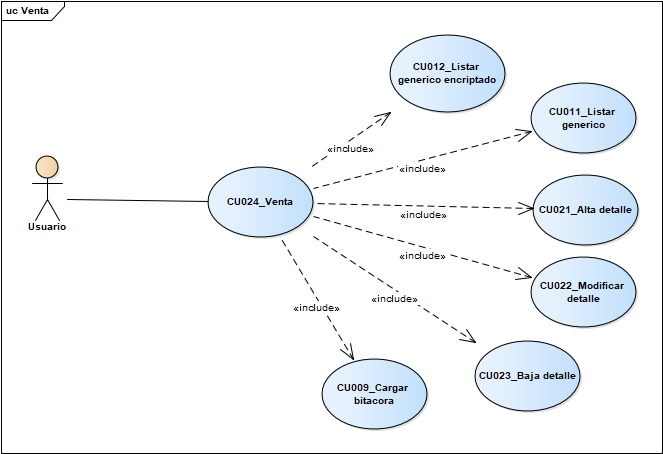 uc Venta
CU012_Listar
generico encriptado
CU011_Listar
generico
«include»
«include»
CU024_Venta
CU021_Alta detalle
«include»
Usuario
«include»
CU022_Modificar
detalle
«include»
«include»
CU023_Baja detalle
CU009_Cargar
bitacora